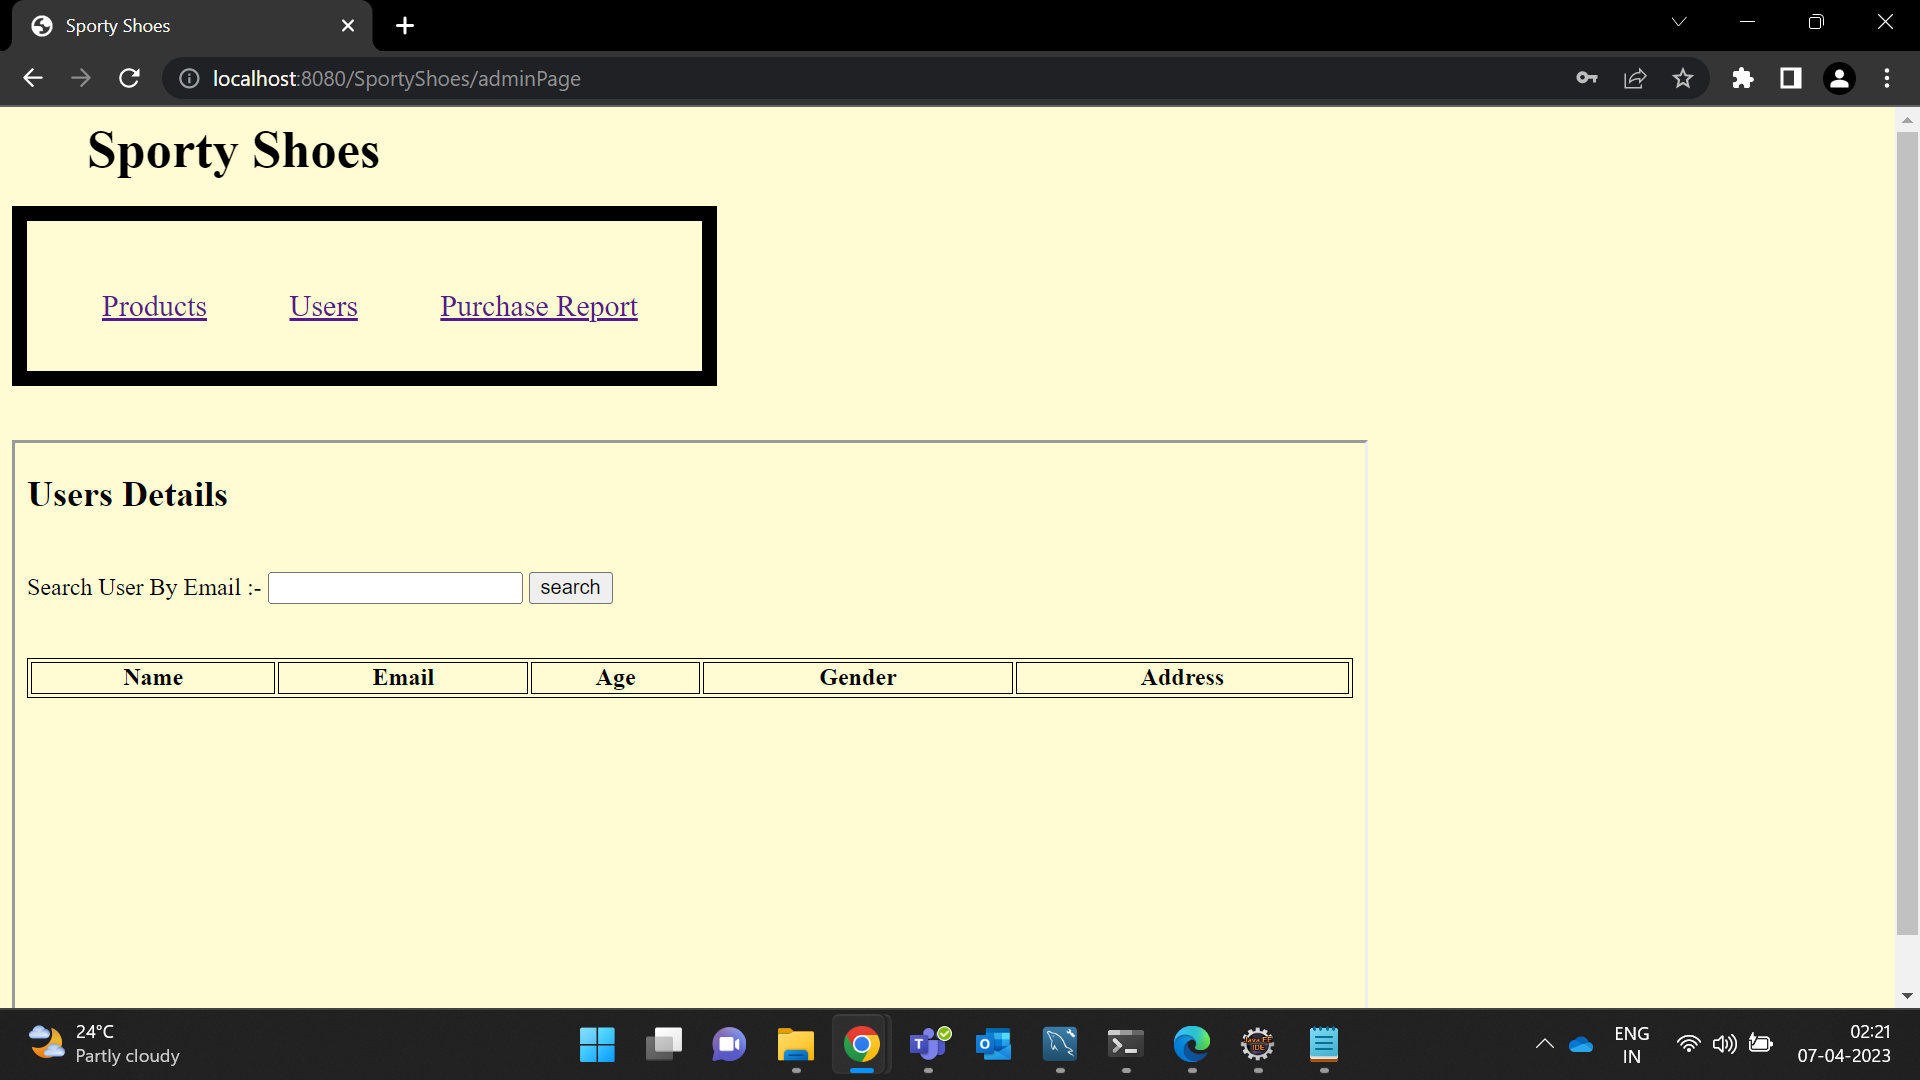 Sporty Shoes
localhost:8080/SportyShoes/adminPage
Sporty Shoes
Products Users Purchase Report
Users Details
Search User By Email :- search
Name Email Age Gender Address
24°C
Partly cloudy
ENG
IN
02:21
07-04-2023